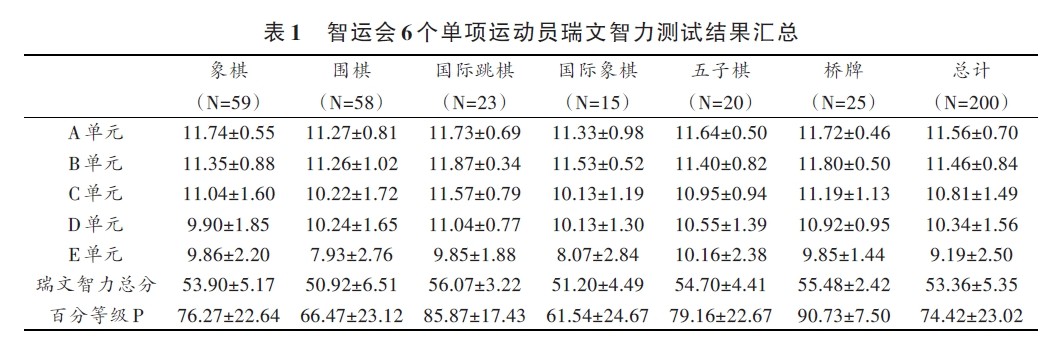 表1 智运会6个单项运动员瑞文智力测试结果汇总
象棋 围棋 国际跳棋 国际象棋 五子棋 桥牌 总计
(N=59) (N=58) (N=23) (N=15) (N=20) (N=25) (N=200)
A单元 11.74±0.55 11.27±0.81 11.73±0.69 11.33±0.98 11.64±0.50 11.72±0.46 11.56±0.70
B单元 11.35±0.88 11.26±1.02 11.87±0.34 11.53±0.52 11.40±0.82 11.80±0.50 11.46±0.84
C单元 11.04±1.60 10.22±1.72 11.57±0.79 10.13±1.19 10.95±0.94 11.19±1.13 10.81±1.49
D单元 9.90±1.85 10.24±1.65 11.04±0.77 10.13±1.30 10.55±1.39 10.92±0.95 10.34±1.56
E单元 9.86±2.20 7.93±2.76 9.85±1.88 8.07±2.84 10.16±2.38 9.85±1.44 9.19±2.50
瑞文智力总分 53.90±5.17 50.92±6.51 56.07±3.22 51.20±4.49 54.70±4.41 55.48±2.42 53.36±5.35
百分等级P 76.27±22.64 66.47±23.12 85.87±17.43 61.54±24.67 79.16±22.67 90.73±7.50 74.42±23.02